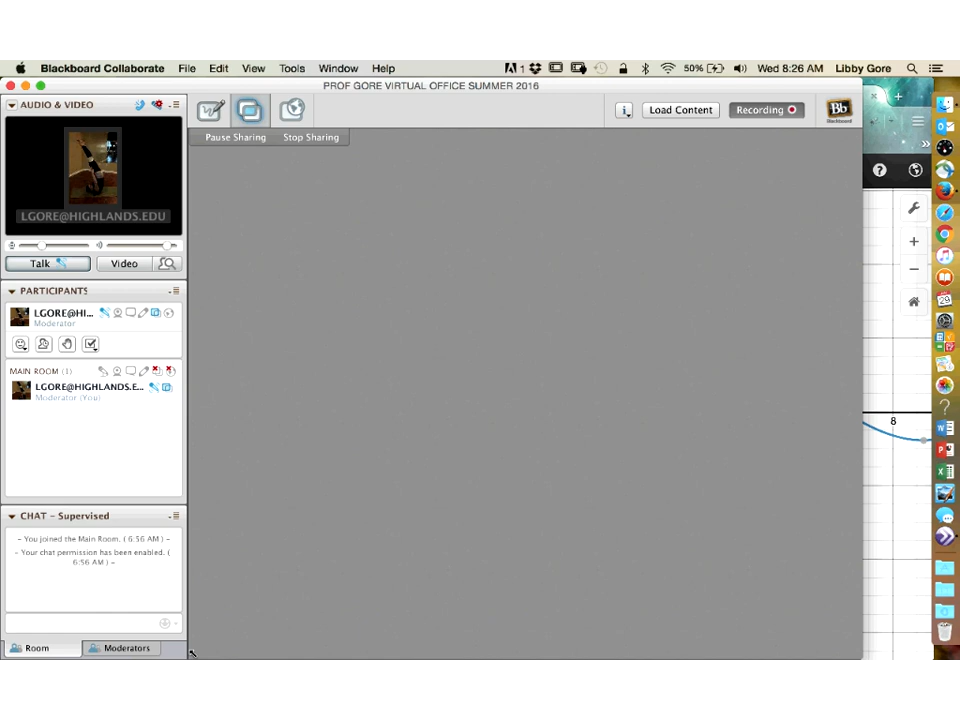 Blackboard Collaborate File Edit View Tools Window Help 1 50% Wed 8:26 AM Libby Gore
PROF GORE VIRTUAL OFFICE SUMMER 2016
AUDIO & VIDEO
LGORE@HIGHLANDS.EDU
Talk Video
PARTICIPANTS
LGORE@HI...
Moderator
MAIN ROOM (1)
LGORE@HIGHLANDS.E...
Moderator (You)
CHAT – Supervised
– You joined the Main Room. ( 6:56 AM ) –
– Your chat permission has been enabled. (
6:56 AM ) –
Room Moderators
Pause Sharing Stop Sharing
i Load Content Recording Bb
Blackboard
8